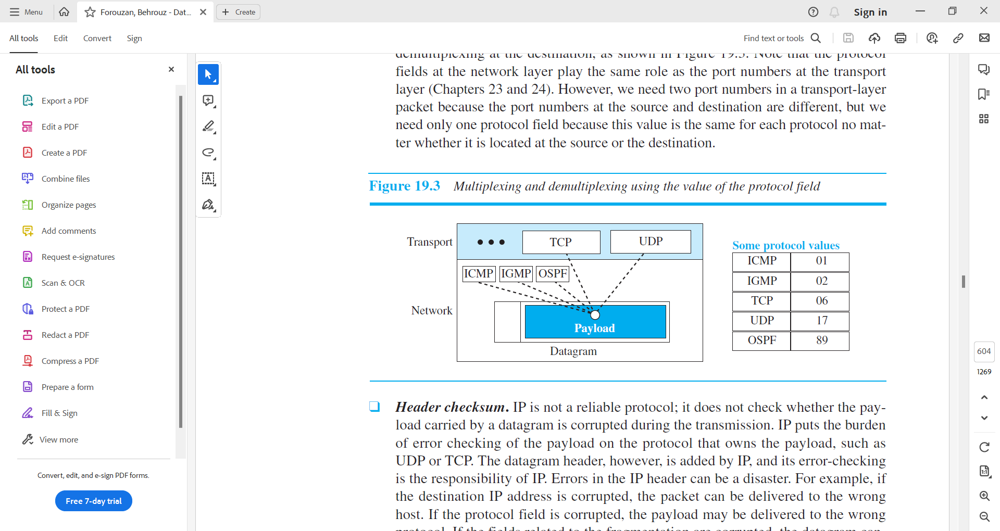 Menu
Forouzan, Behrouz - Dat...
Create
Sign in
All tools
Edit
Convert
Sign
Find text or tools
All tools
Export a PDF
Edit a PDF
Create a PDF
Combine files
Organize pages
Add comments
Request e-signatures
Scan & OCR
Protect a PDF
Redact a PDF
Compress a PDF
Prepare a form
Fill & Sign
View more
Convert, edit, and e-sign PDF forms.
Free 7-day trial
demultiplexing at the destination, as shown in Figure 19.3. Note that the protocol
fields at the network layer play the same role as the port numbers at the transport
layer (Chapters 23 and 24). However, we need two port numbers in a transport-layer
packet because the port numbers at the source and destination are different, but we
need only one protocol field because this value is the same for each protocol no mat-
ter whether it is located at the source or the destination.
Figure 19.3 Multiplexing and demultiplexing using the value of the protocol field
Transport
TCP
UDP
ICMP IGMP OSPF
Network
Payload
Datagram
Some protocol values
ICMP 01
IGMP 02
TCP 06
UDP 17
OSPF 89
Header checksum. IP is not a reliable protocol; it does not check whether the pay-
load carried by a datagram is corrupted during the transmission. IP puts the burden
of error checking of the payload on the protocol that owns the payload, such as
UDP or TCP. The datagram header, however, is added by IP, and its error-checking
is the responsibility of IP. Errors in the IP header can be a disaster. For example, if
the destination IP address is corrupted, the packet can be delivered to the wrong
host. If the protocol field is corrupted, the payload may be delivered to the wrong
protocol. If the fields related to the fragmentation are corrupted, the datagram can-
604
1269